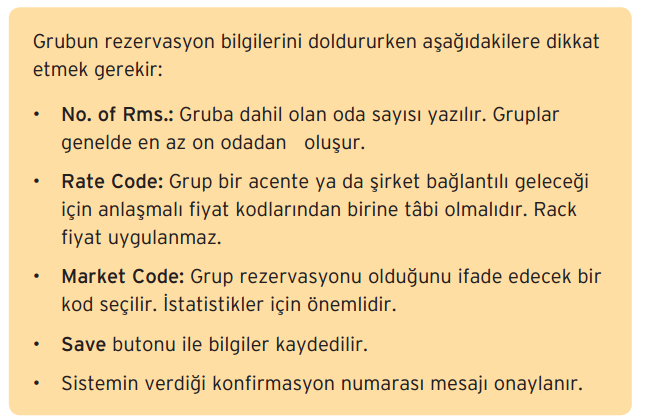 Grubun rezervasyon bilgilerini doldururken aşağıdakilere dikkat
etmek gerekir:
• No. of Rms.: Gruba dahil olan oda sayısı yazılır. Gruplar
genelde en az on odadan oluşur.
• Rate Code: Grup bir acente ya da şirket bağlantılı geleceği
için anlaşmalı fiyat kodlarından birine tâbi olmalıdır. Rack
fiyat uygulanmaz.
• Market Code: Grup rezervasyonu olduğunu ifade edecek bir
kod seçilir. İstatistikler için önemlidir.
• Save butonu ile bilgiler kaydedilir.
• Sistemin verdiği konfirmasyon numarası mesajı onaylanır.